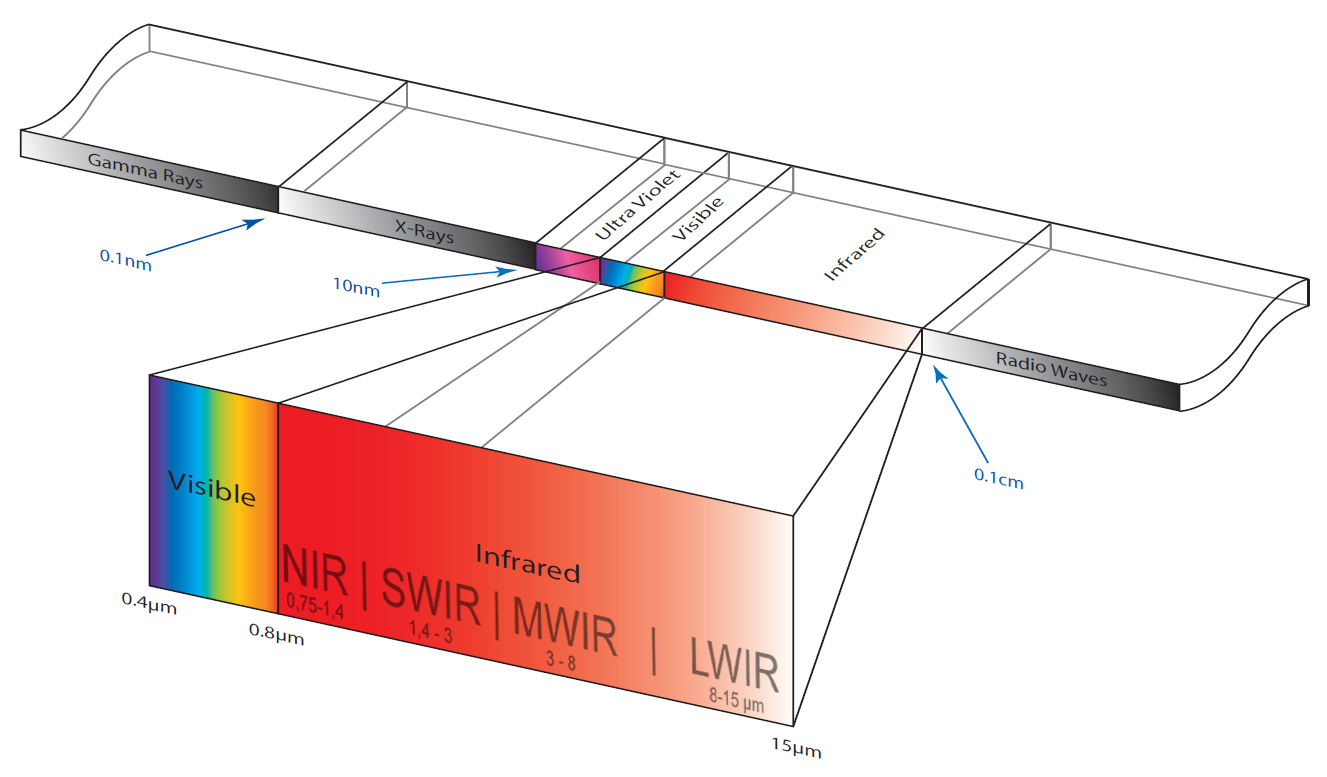 Gamma Rays
X-Rays
Ultra Violet
Visible
Infrared
Radio Waves
0.1nm
10nm
0.1cm
Visible
Infrared
NIR | SWIR | MWIR | LWIR
0,75-1,4
1,4 - 3
3 - 8
8-15 µm
0.4µm
0.8µm
15µm